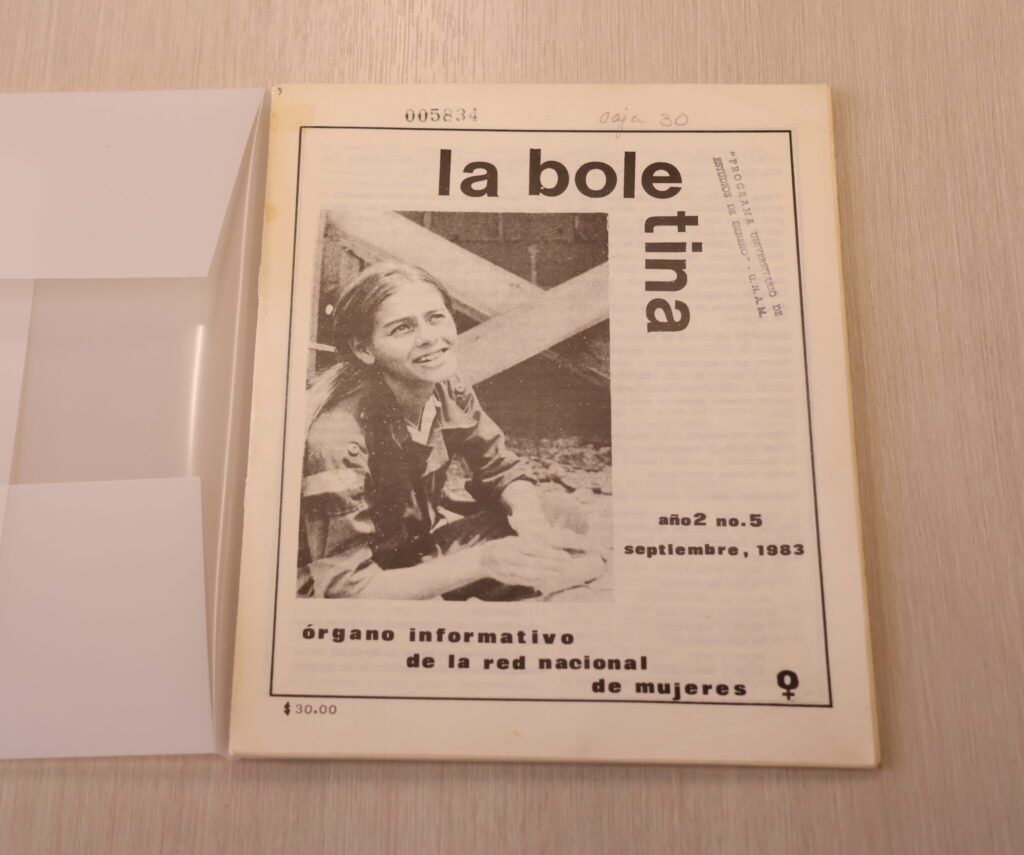 005834
caja 30
la bole
tina
"PROGRAMA UNIVERSITARIO DE
ESTUDIOS DE GENERO" - U.N.A.M.
año2 no.5
septiembre, 1983
órgano informativo
de la red nacional
de mujeres
$30.00